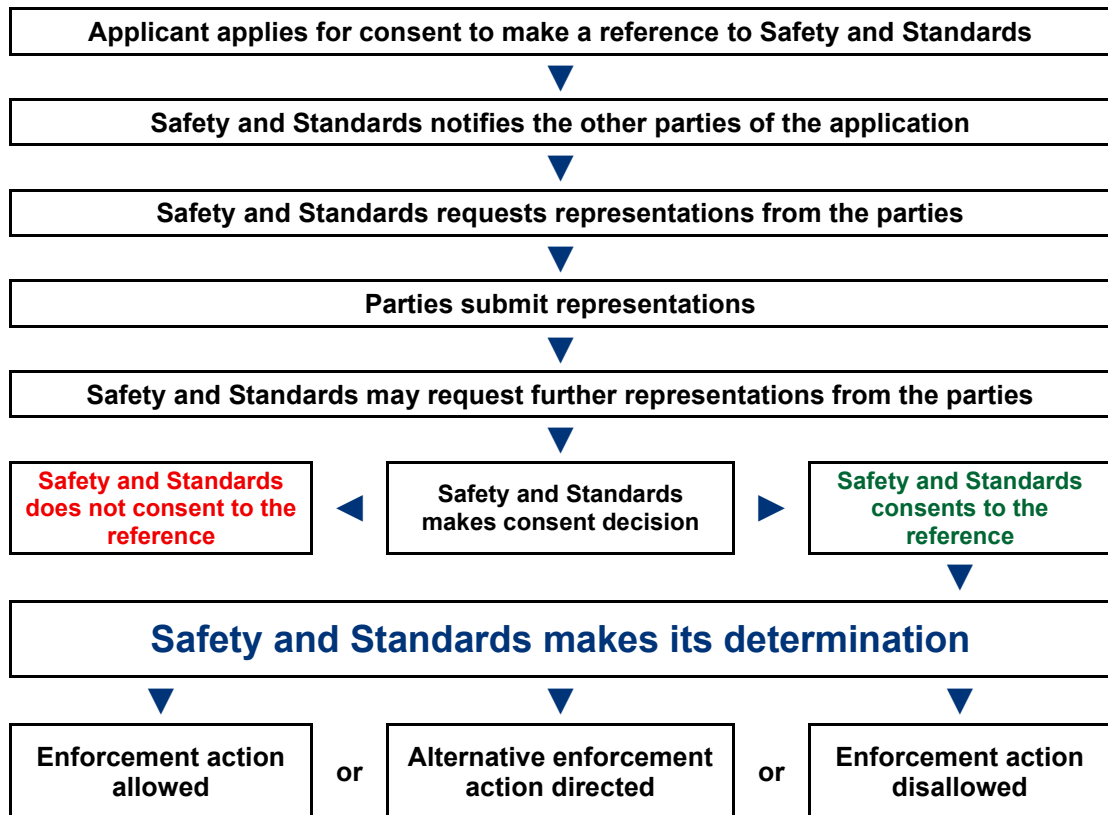 Applicant applies for consent to make a reference to Safety and Standards
Safety and Standards notifies the other parties of the application
Safety and Standards requests representations from the parties
Parties submit representations
Safety and Standards may request further representations from the parties
Safety and Standards
does not consent to the
reference
Safety and Standards
makes consent decision
Safety and Standards
consents to the
reference
Safety and Standards makes its determination
Enforcement action
allowed
or
Alternative enforcement
action directed
or
Enforcement action
disallowed